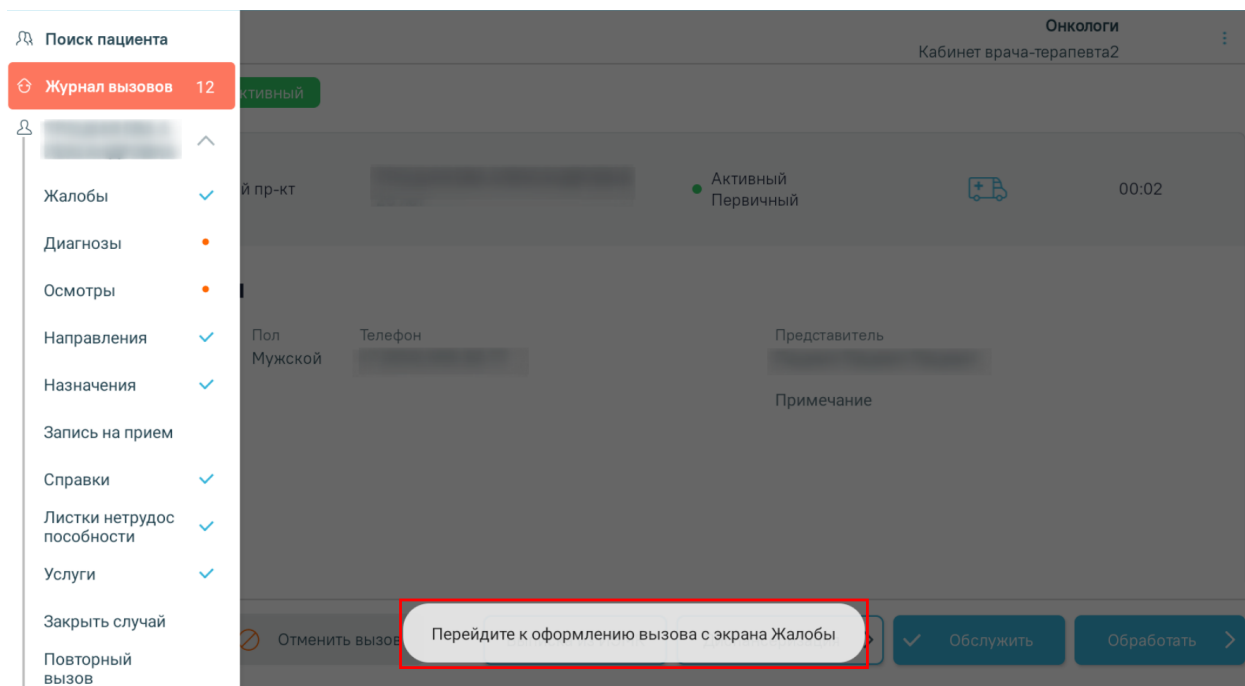 Поиск пациента
Журнал вызовов 12
Жалобы
Диагнозы
Осмотры
Направления
Назначения
Запись на прием
Справки
Листки нетрудос
пособности
Услуги
Закрыть случай
Повторный
вызов
Онкологи
Кабинет врача-терапевта2
ктивный
й пр-кт
Активный
Первичный
00:02
Пол
Мужской
Телефон
Представитель
Примечание
Отменить вызов
Перейдите к оформлению вызова с экрана Жалобы
Обслужить
Обработать